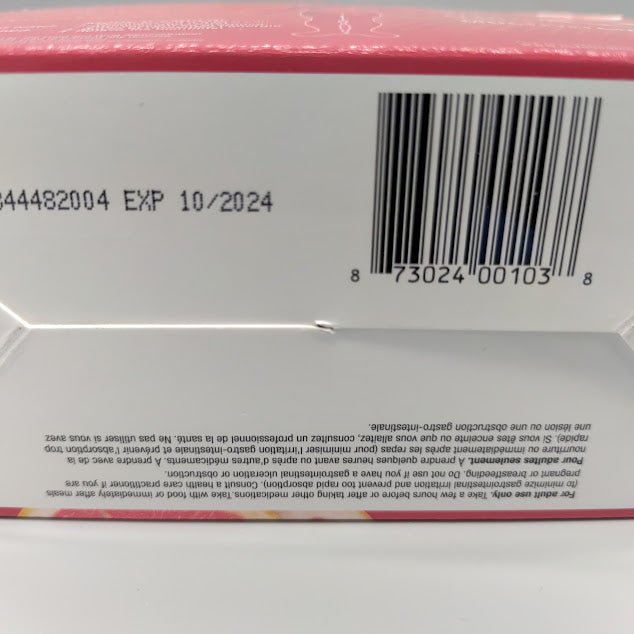 344482004 EXP 10/2024
8 73024 00103 8
For adult use only. Take a few hours before or after taking other medications. Take with food or immediately after meals
(to minimize gastrointestinal irritation and prevent too rapid absorption). Consult a health care practitioner if you are
pregnant or breastfeeding. Do not use if you have a gastrointestinal ulceration or obstruction.
Pour adultes seulement. À prendre quelques heures avant ou après d'autres médicaments. À prendre avec de la
nourriture ou immédiatement après les repas (pour minimiser l'irritation gastro-intestinale et prévenir l'absorption trop
rapide). Si vous êtes enceinte ou que vous allaitez, consultez un professionnel de la santé. Ne pas utiliser si vous avez
une lésion ou une obstruction gastro-intestinale.